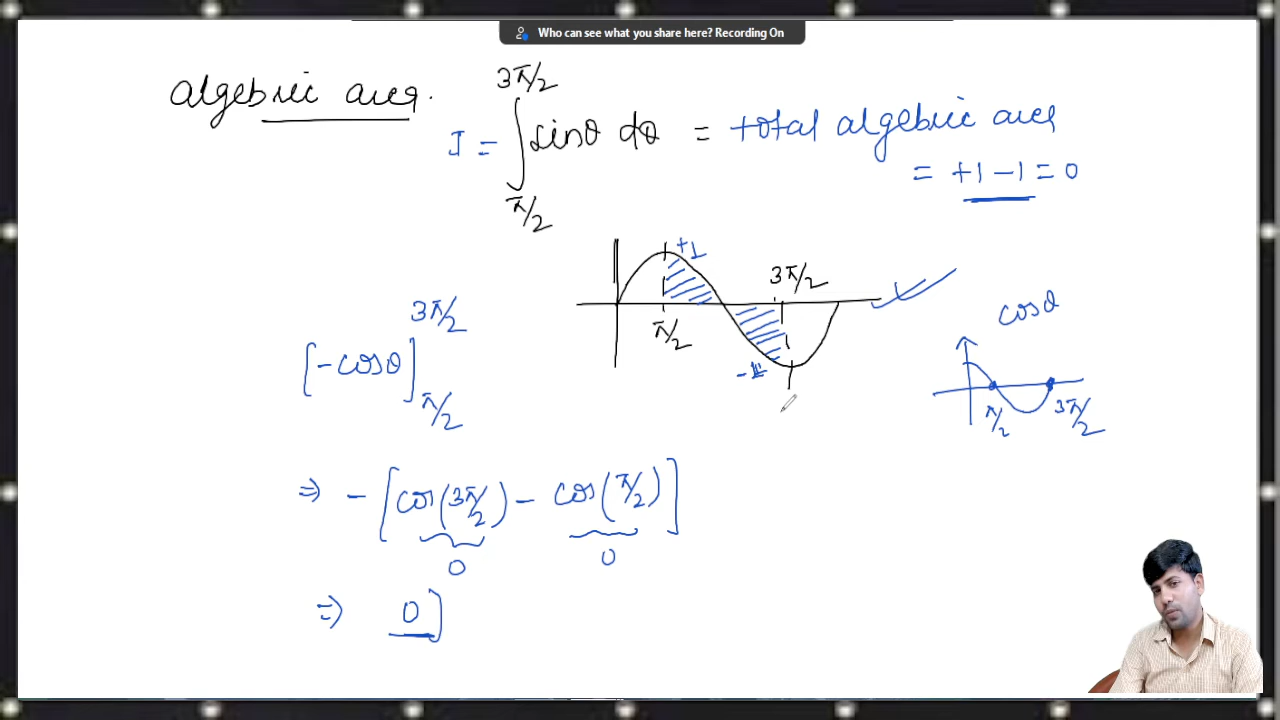 Who can see what you share here? Recording On
algebric area.
I = ∫_{π/2}^{3π/2} sinθ dθ = total algebric area
= +1 - 1 = 0
+1
3π/2
π/2
-1
cosθ
π/2
3π/2
[-cosθ]_{π/2}^{3π/2}
⇒ - [cos(3π/2) - cos(π/2)]
0
0
⇒ 0]